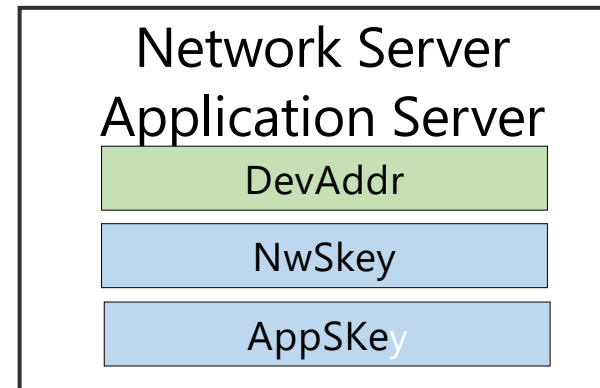 Network Server
Application Server
DevAddr
NwSkey
AppSKey